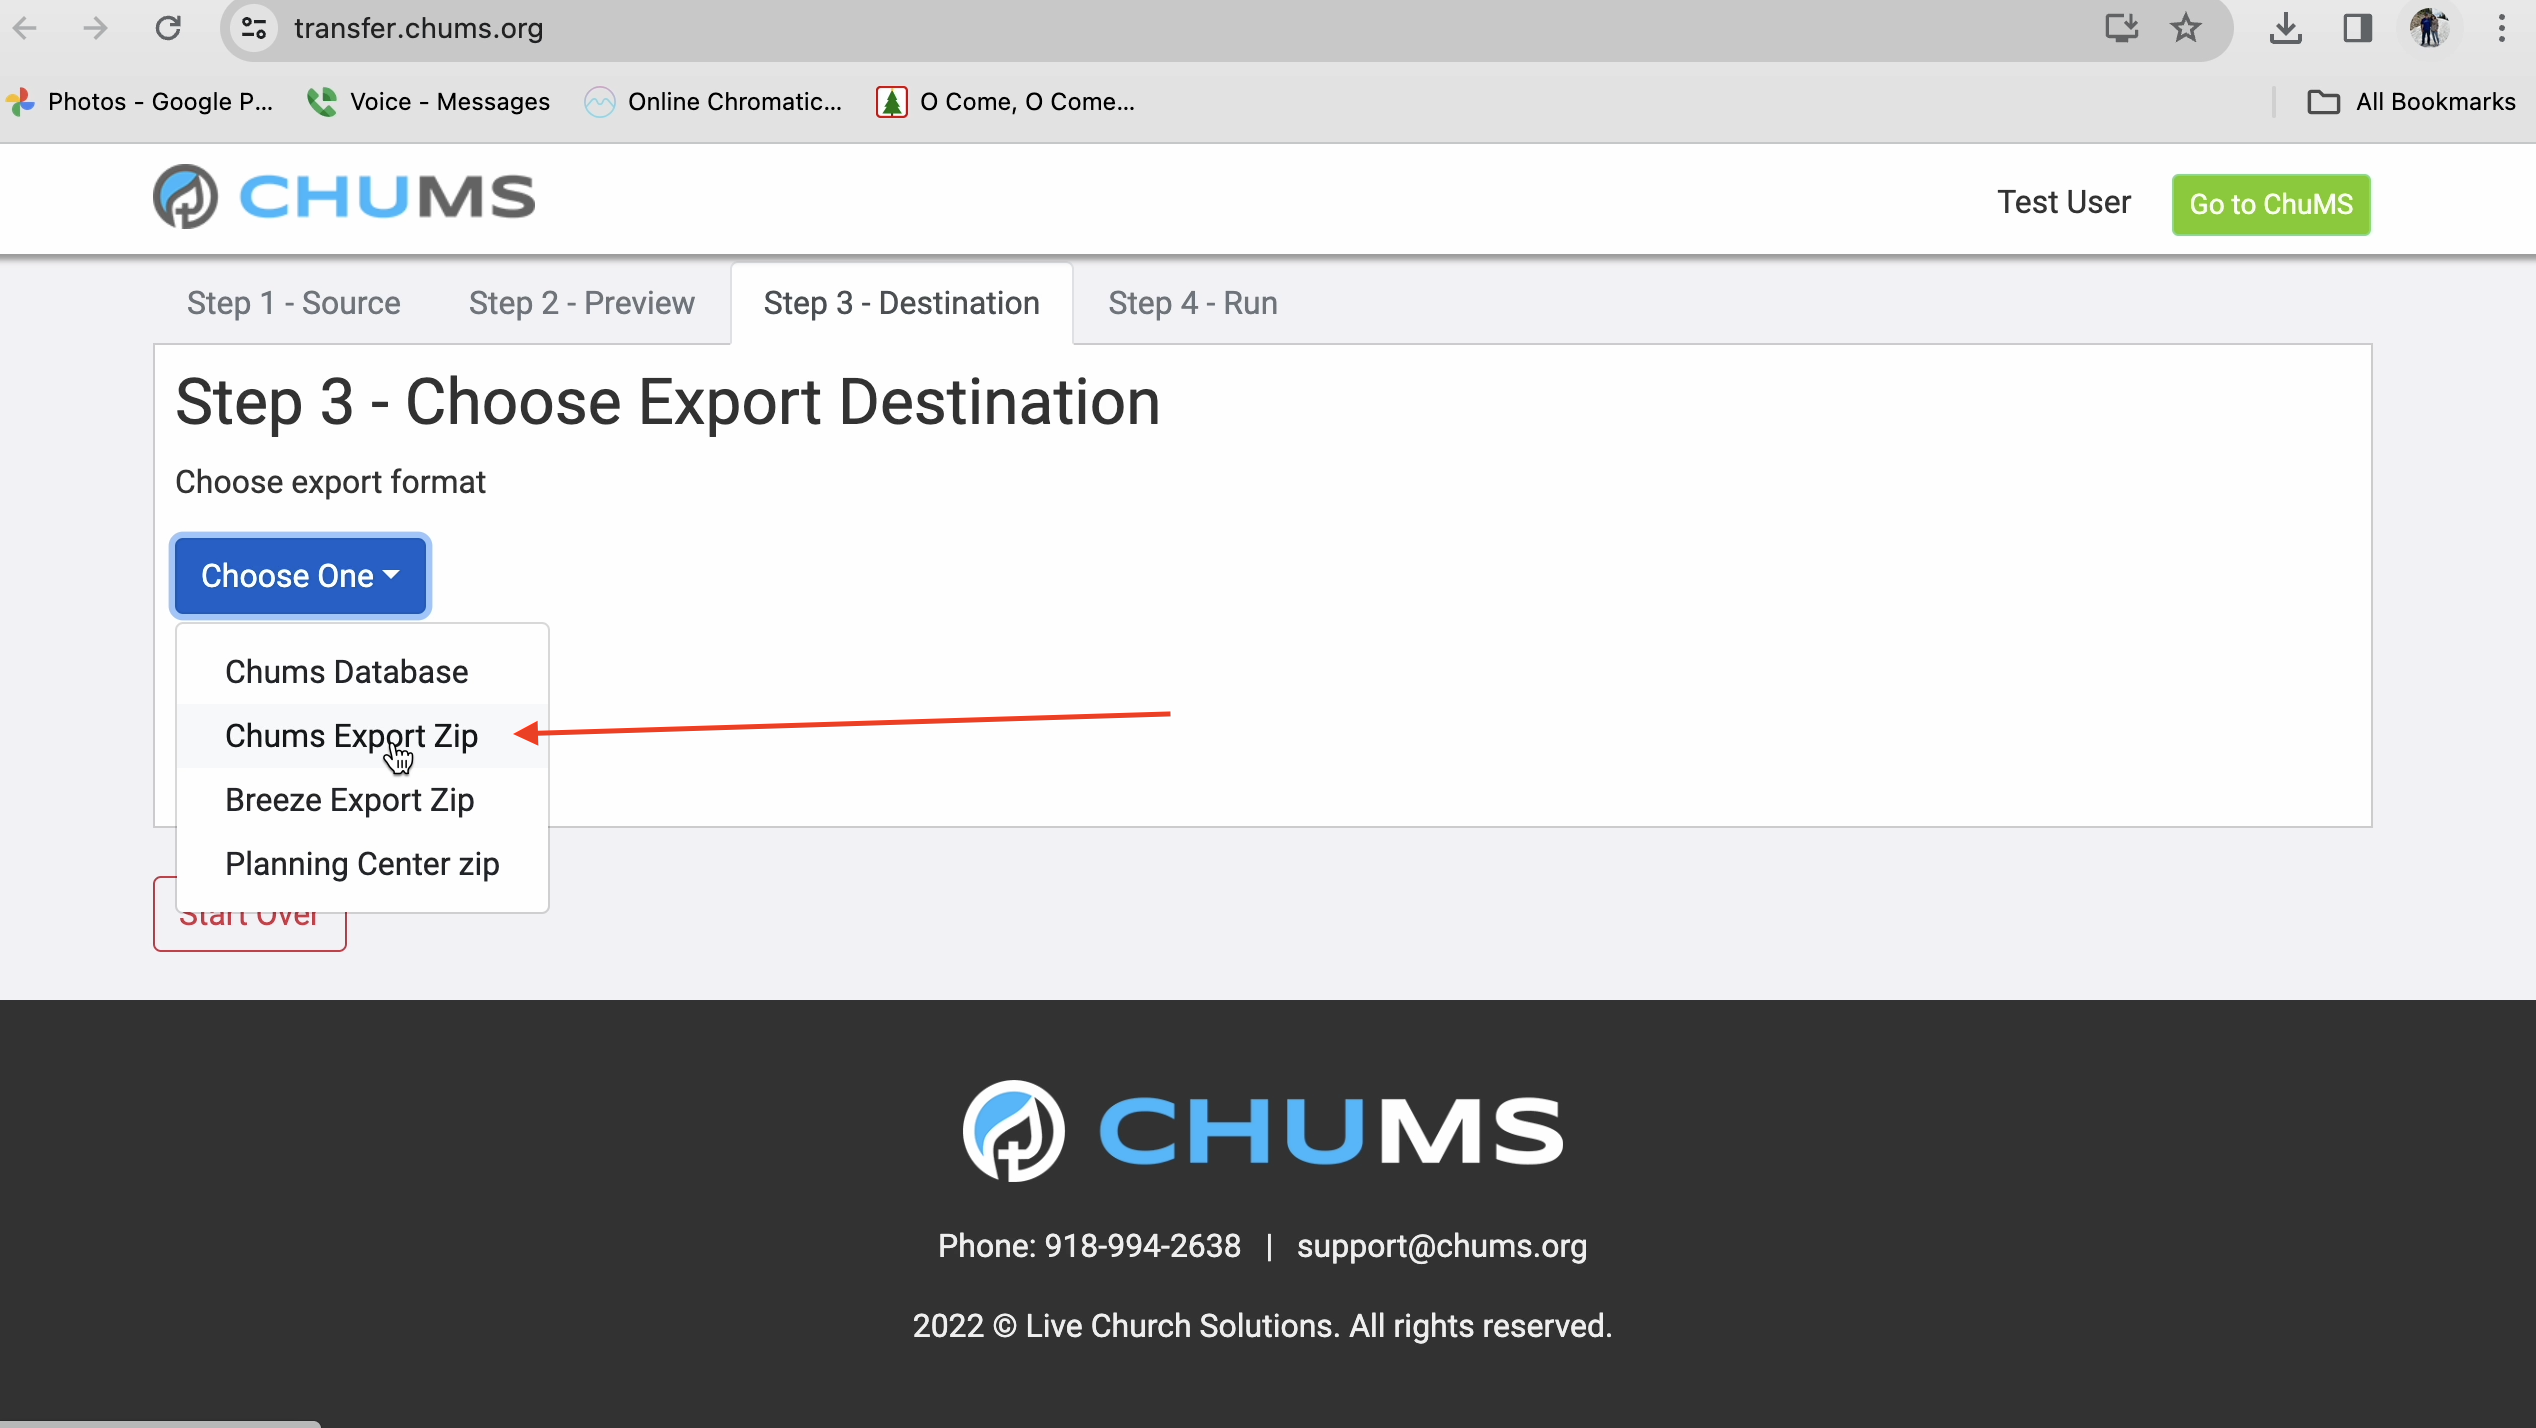 transfer.chums.org
Photos - Google P... Voice - Messages Online Chromatic... O Come, O Come... All Bookmarks
CHUMS
Test User Go to ChuMS
Step 1 - Source Step 2 - Preview Step 3 - Destination Step 4 - Run
Step 3 - Choose Export Destination
Choose export format
Choose One
Chums Database
Chums Export Zip
Breeze Export Zip
Planning Center zip
Start Over
CHUMS
Phone: 918-994-2638 | support@chums.org
2022 © Live Church Solutions. All rights reserved.